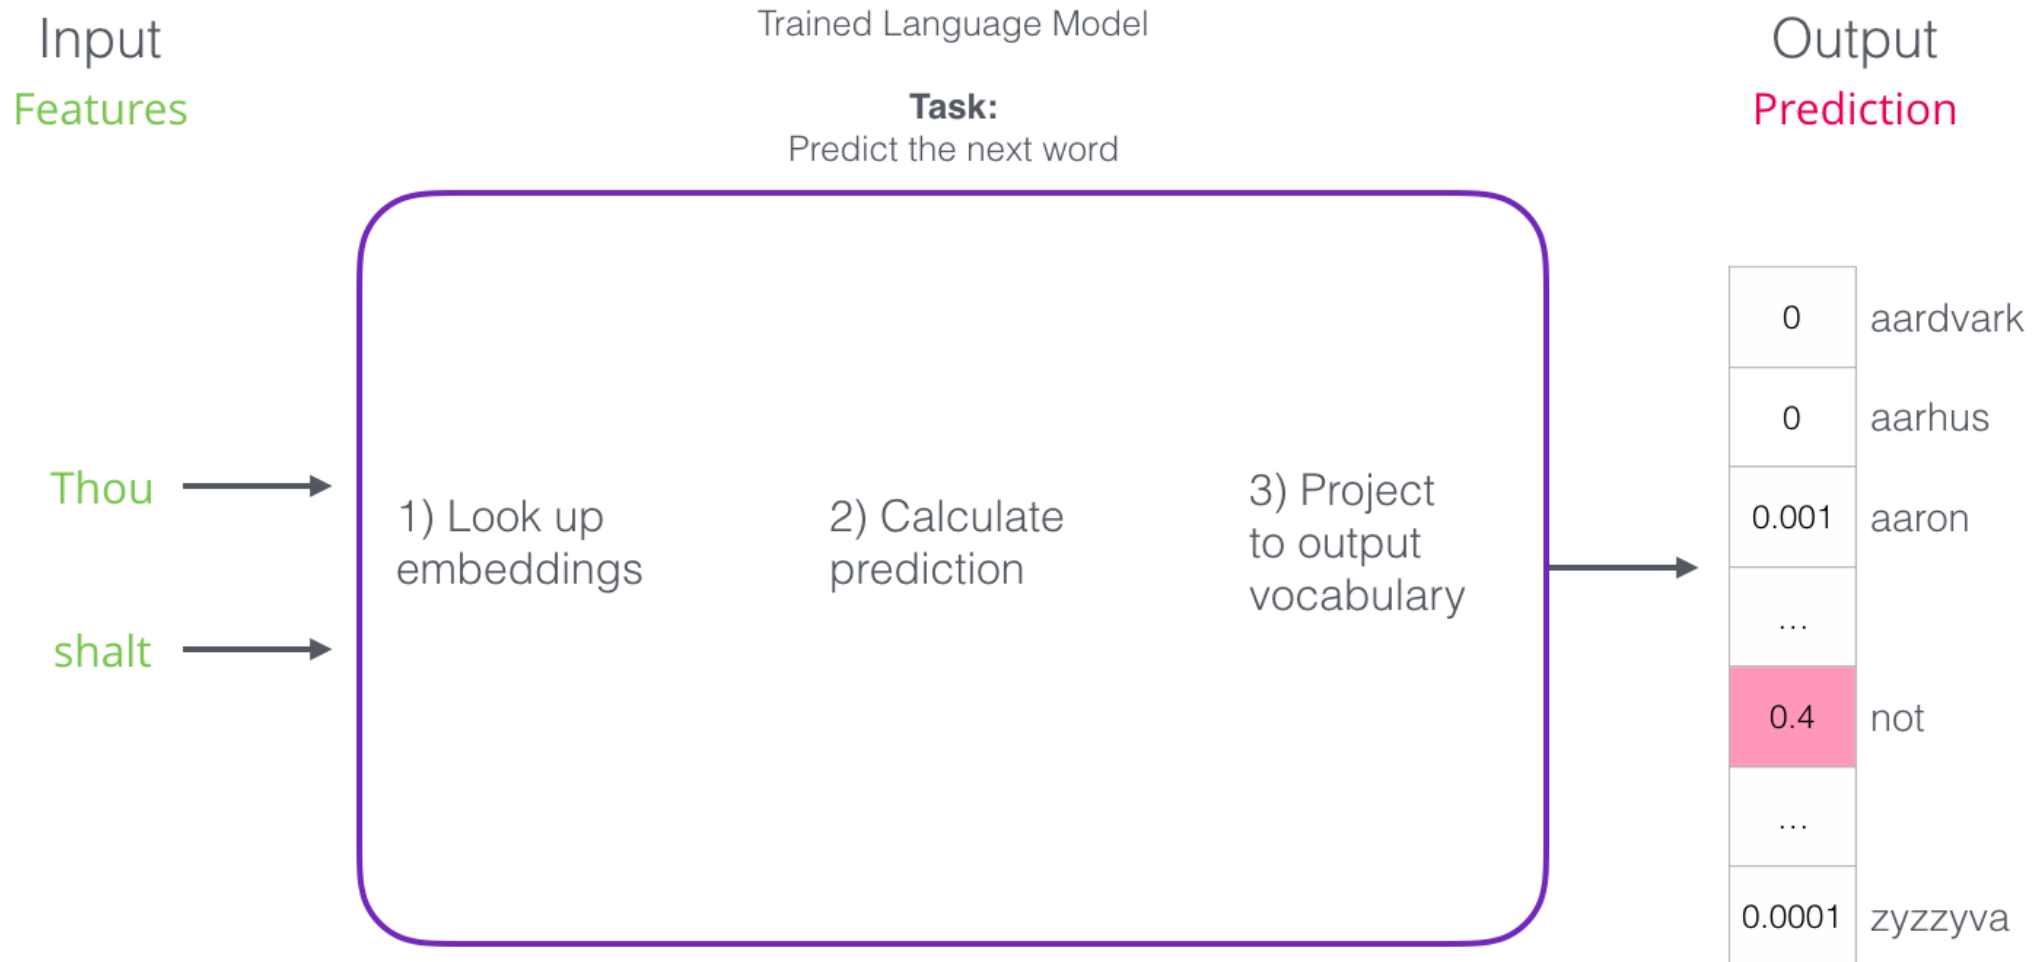 Input
Features
Trained Language Model
Task:
Predict the next word
Output
Prediction
Thou
shalt
1) Look up
embeddings
2) Calculate
prediction
3) Project
to output
vocabulary
0 aardvark
0 aarhus
0.001 aaron
...
0.4 not
...
0.0001 zyzzyva